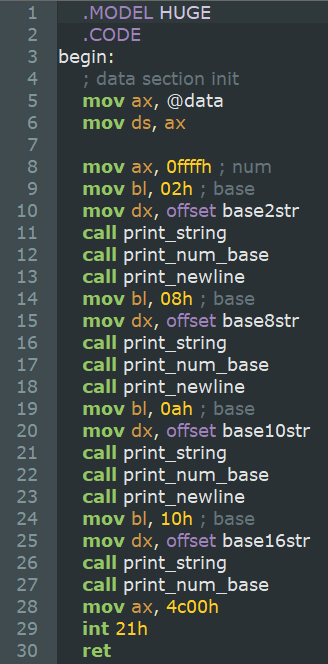 1 .MODEL HUGE
2 .CODE
3 begin:
4 ; data section init
5 mov ax, @data
6 mov ds, ax
7
8 mov ax, 0ffffh ; num
9 mov bl, 02h ; base
10 mov dx, offset base2str
11 call print_string
12 call print_num_base
13 call print_newline
14 mov bl, 08h ; base
15 mov dx, offset base8str
16 call print_string
17 call print_num_base
18 call print_newline
19 mov bl, 0ah ; base
20 mov dx, offset base10str
21 call print_string
22 call print_num_base
23 call print_newline
24 mov bl, 10h ; base
25 mov dx, offset base16str
26 call print_string
27 call print_num_base
28 mov ax, 4c00h
29 int 21h
30 ret